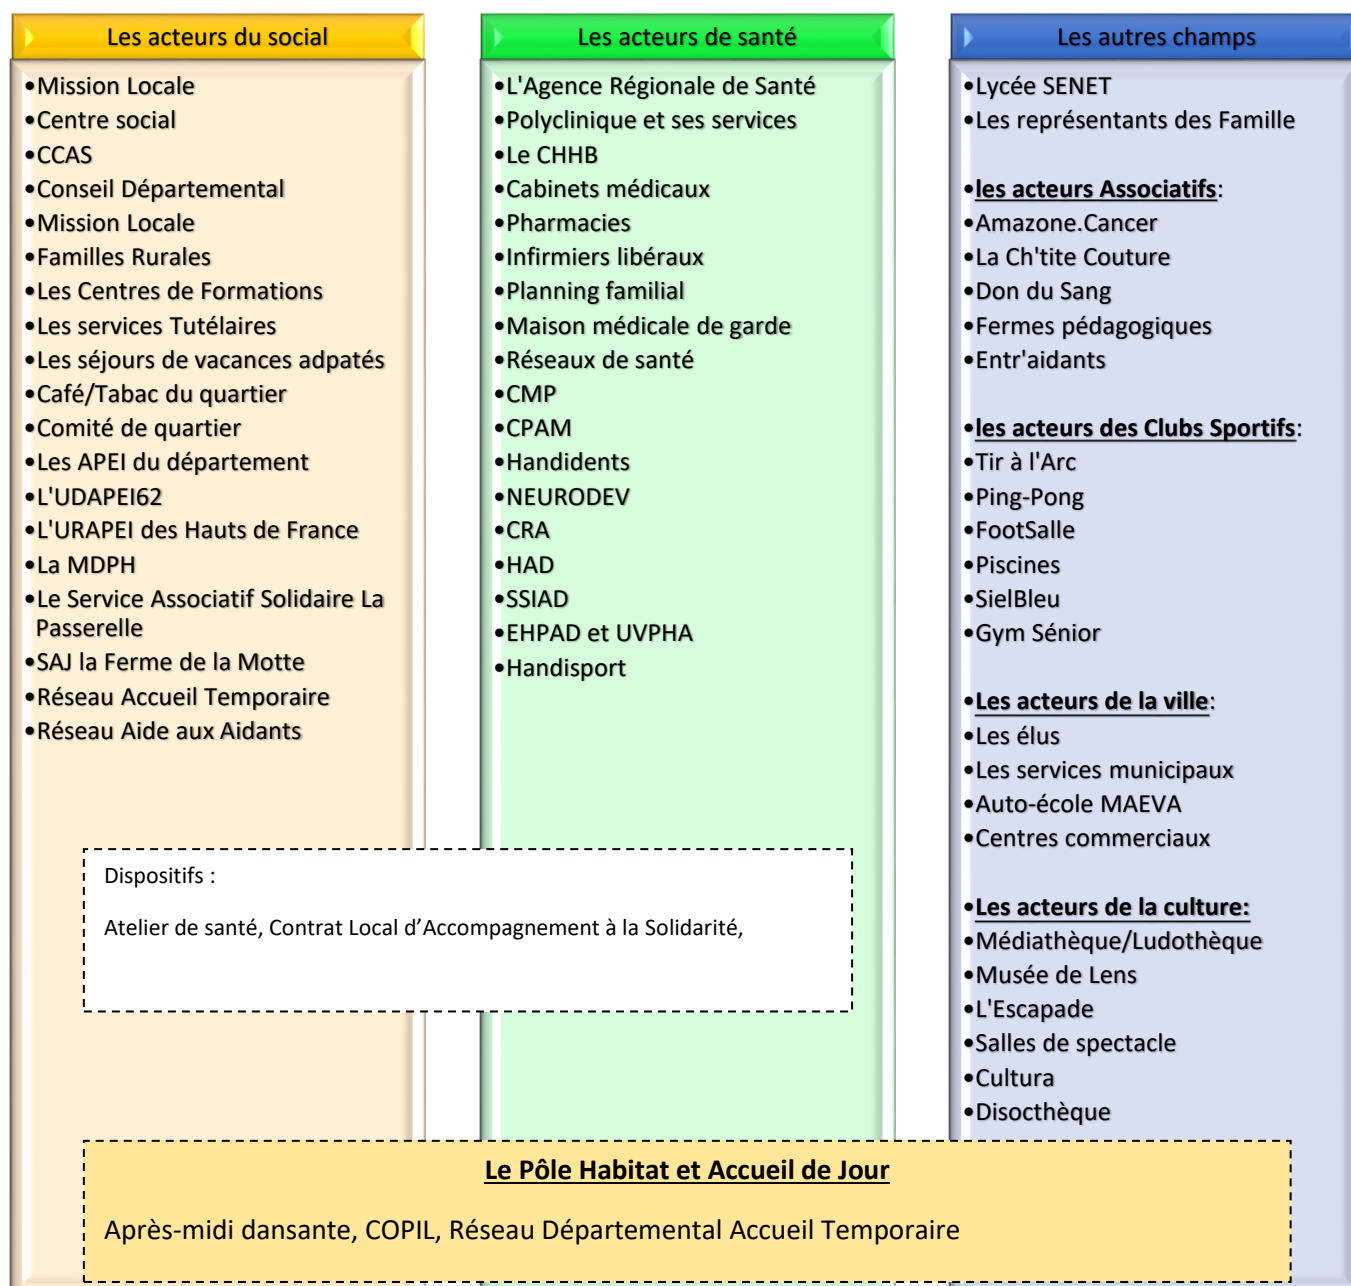 Les acteurs du social
•Mission Locale
•Centre social
•CCAS
•Conseil Départemental
•Mission Locale
•Familles Rurales
•Les Centres de Formations
•Les services Tutélaires
•Les séjours de vacances adpatés
•Café/Tabac du quartier
•Comité de quartier
•Les APEI du département
•L'UDAPEI62
•L'URAPEI des Hauts de France
•La MDPH
•Le Service Associatif Solidaire La
Passerelle
•SAJ la Ferme de la Motte
•Réseau Accueil Temporaire
•Réseau Aide aux Aidants
Les acteurs de santé
•L'Agence Régionale de Santé
•Polyclinique et ses services
•Le CHHB
•Cabinets médicaux
•Pharmacies
•Infirmiers libéraux
•Planning familial
•Maison médicale de garde
•Réseaux de santé
•CMP
•CPAM
•Handidents
•NEURODEV
•CRA
•HAD
•SSIAD
•EHPAD et UVPHA
•Handisport
Les autres champs
•Lycée SENET
•Les représentants des Famille
•les acteurs Associatifs:
•Amazone.Cancer
•La Ch'tite Couture
•Don du Sang
•Fermes pédagogiques
•Entr'aidants
•les acteurs des Clubs Sportifs:
•Tir à l'Arc
•Ping-Pong
•FootSalle
•Piscines
•SielBleu
•Gym Sénior
•Les acteurs de la ville:
•Les élus
•Les services municipaux
•Auto-école MAEVA
•Centres commerciaux
•Les acteurs de la culture:
•Médiathèque/Ludothèque
•Musée de Lens
•L'Escapade
•Salles de spectacle
•Cultura
•Disocthèque
Dispositifs :
Atelier de santé, Contrat Local d’Accompagnement à la Solidarité,
Le Pôle Habitat et Accueil de Jour
Après-midi dansante, COPIL, Réseau Départemental Accueil Temporaire